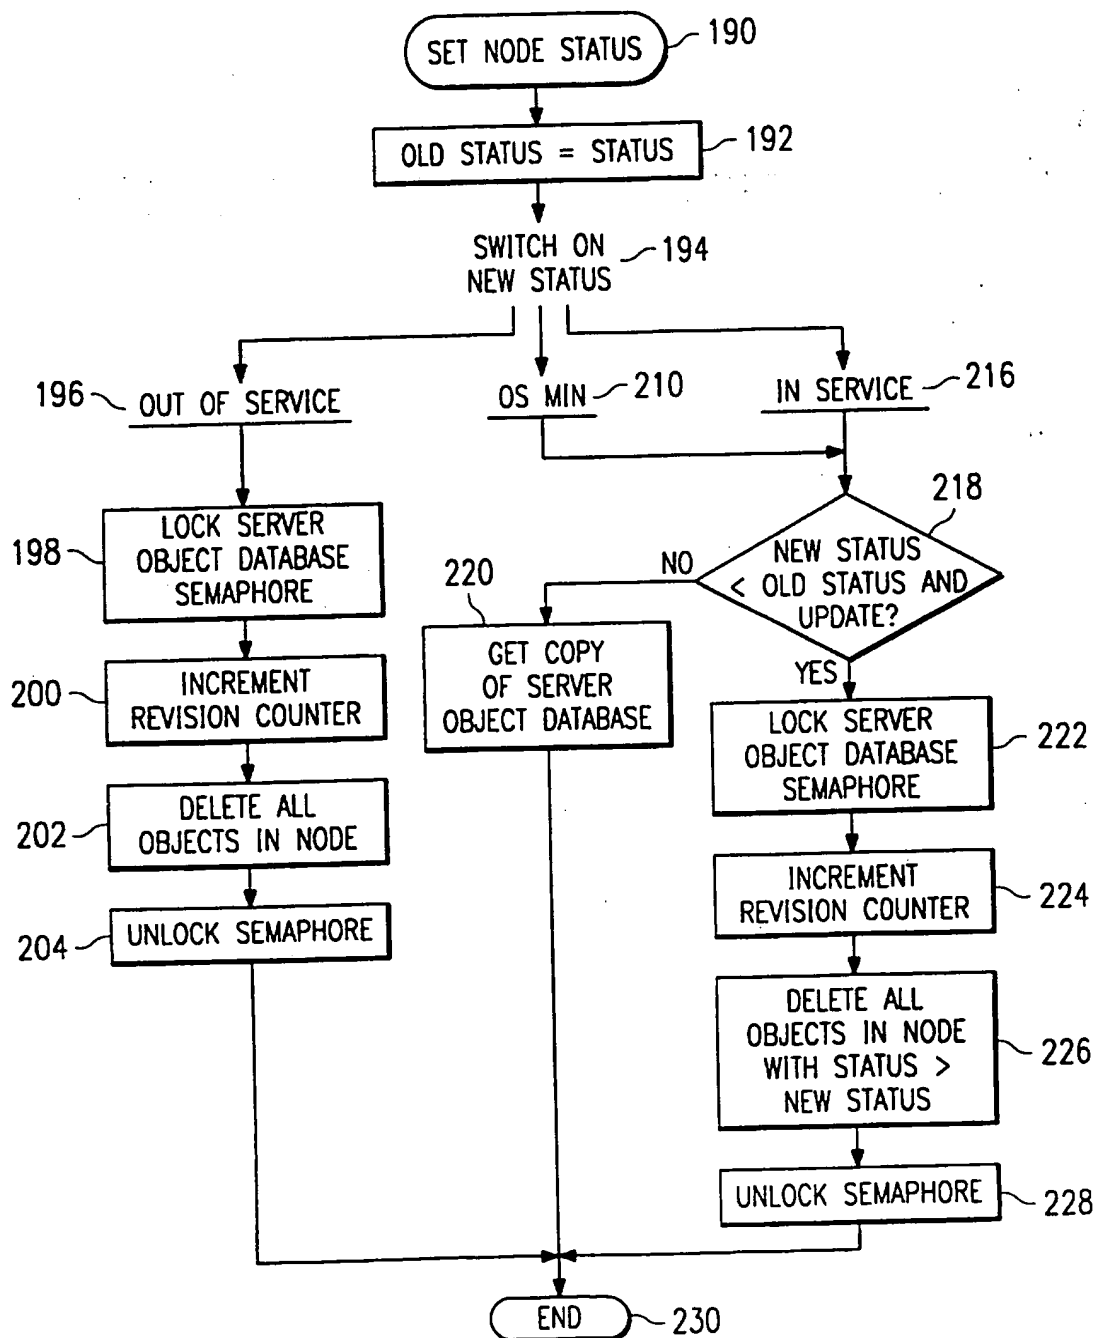 SET NODE STATUS
190
OLD STATUS = STATUS
192
SWITCH ON
NEW STATUS
194
196
OUT OF SERVICE
OS MIN
210
IN SERVICE
216
198
LOCK SERVER
OBJECT DATABASE
SEMAPHORE
200
INCREMENT
REVISION COUNTER
202
DELETE ALL
OBJECTS IN NODE
204
UNLOCK SEMAPHORE
218
NEW STATUS
< OLD STATUS AND
UPDATE?
NO
220
GET COPY
OF SERVER
OBJECT DATABASE
YES
LOCK SERVER
OBJECT DATABASE
SEMAPHORE
222
INCREMENT
REVISION COUNTER
224
DELETE ALL
OBJECTS IN NODE
WITH STATUS >
NEW STATUS
226
UNLOCK SEMAPHORE
228
END
230